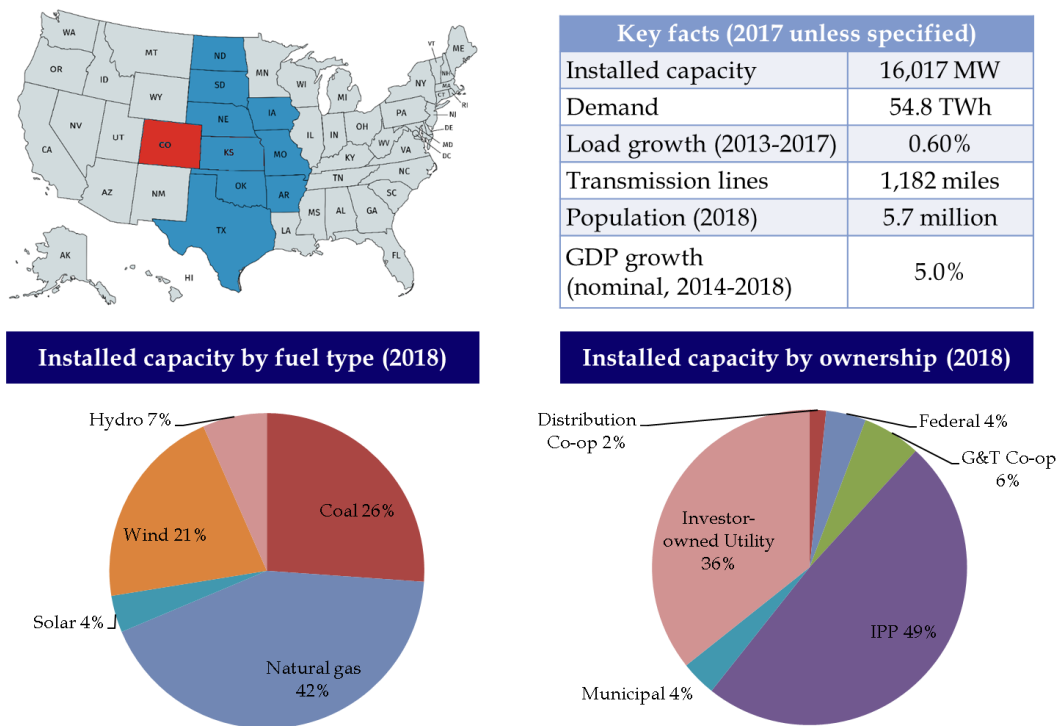 WA
MT
ND
MN
ME
VT
NH
OR
ID
SD
WI
MI
NY
MA
CT
RI
WY
NE
IA
PA
NJ
NV
UT
CO
KS
MO
IL
IN
OH
WV
VA
DE
MD
DC
CA
KY
AZ
NM
OK
AR
TN
NC
SC
TX
LA
MS
AL
GA
FL
AK
HI
Key facts (2017 unless specified)
Installed capacity 16,017 MW
Demand 54.8 TWh
Load growth (2013-2017) 0.60%
Transmission lines 1,182 miles
Population (2018) 5.7 million
GDP growth
(nominal, 2014-2018) 5.0%
Installed capacity by fuel type (2018)
Hydro 7%
Coal 26%
Wind 21%
Solar 4%
Natural gas
42%
Installed capacity by ownership (2018)
Distribution
Co-op 2%
Federal 4%
G&T Co-op
6%
Investor-
owned Utility
36%
IPP 49%
Municipal 4%